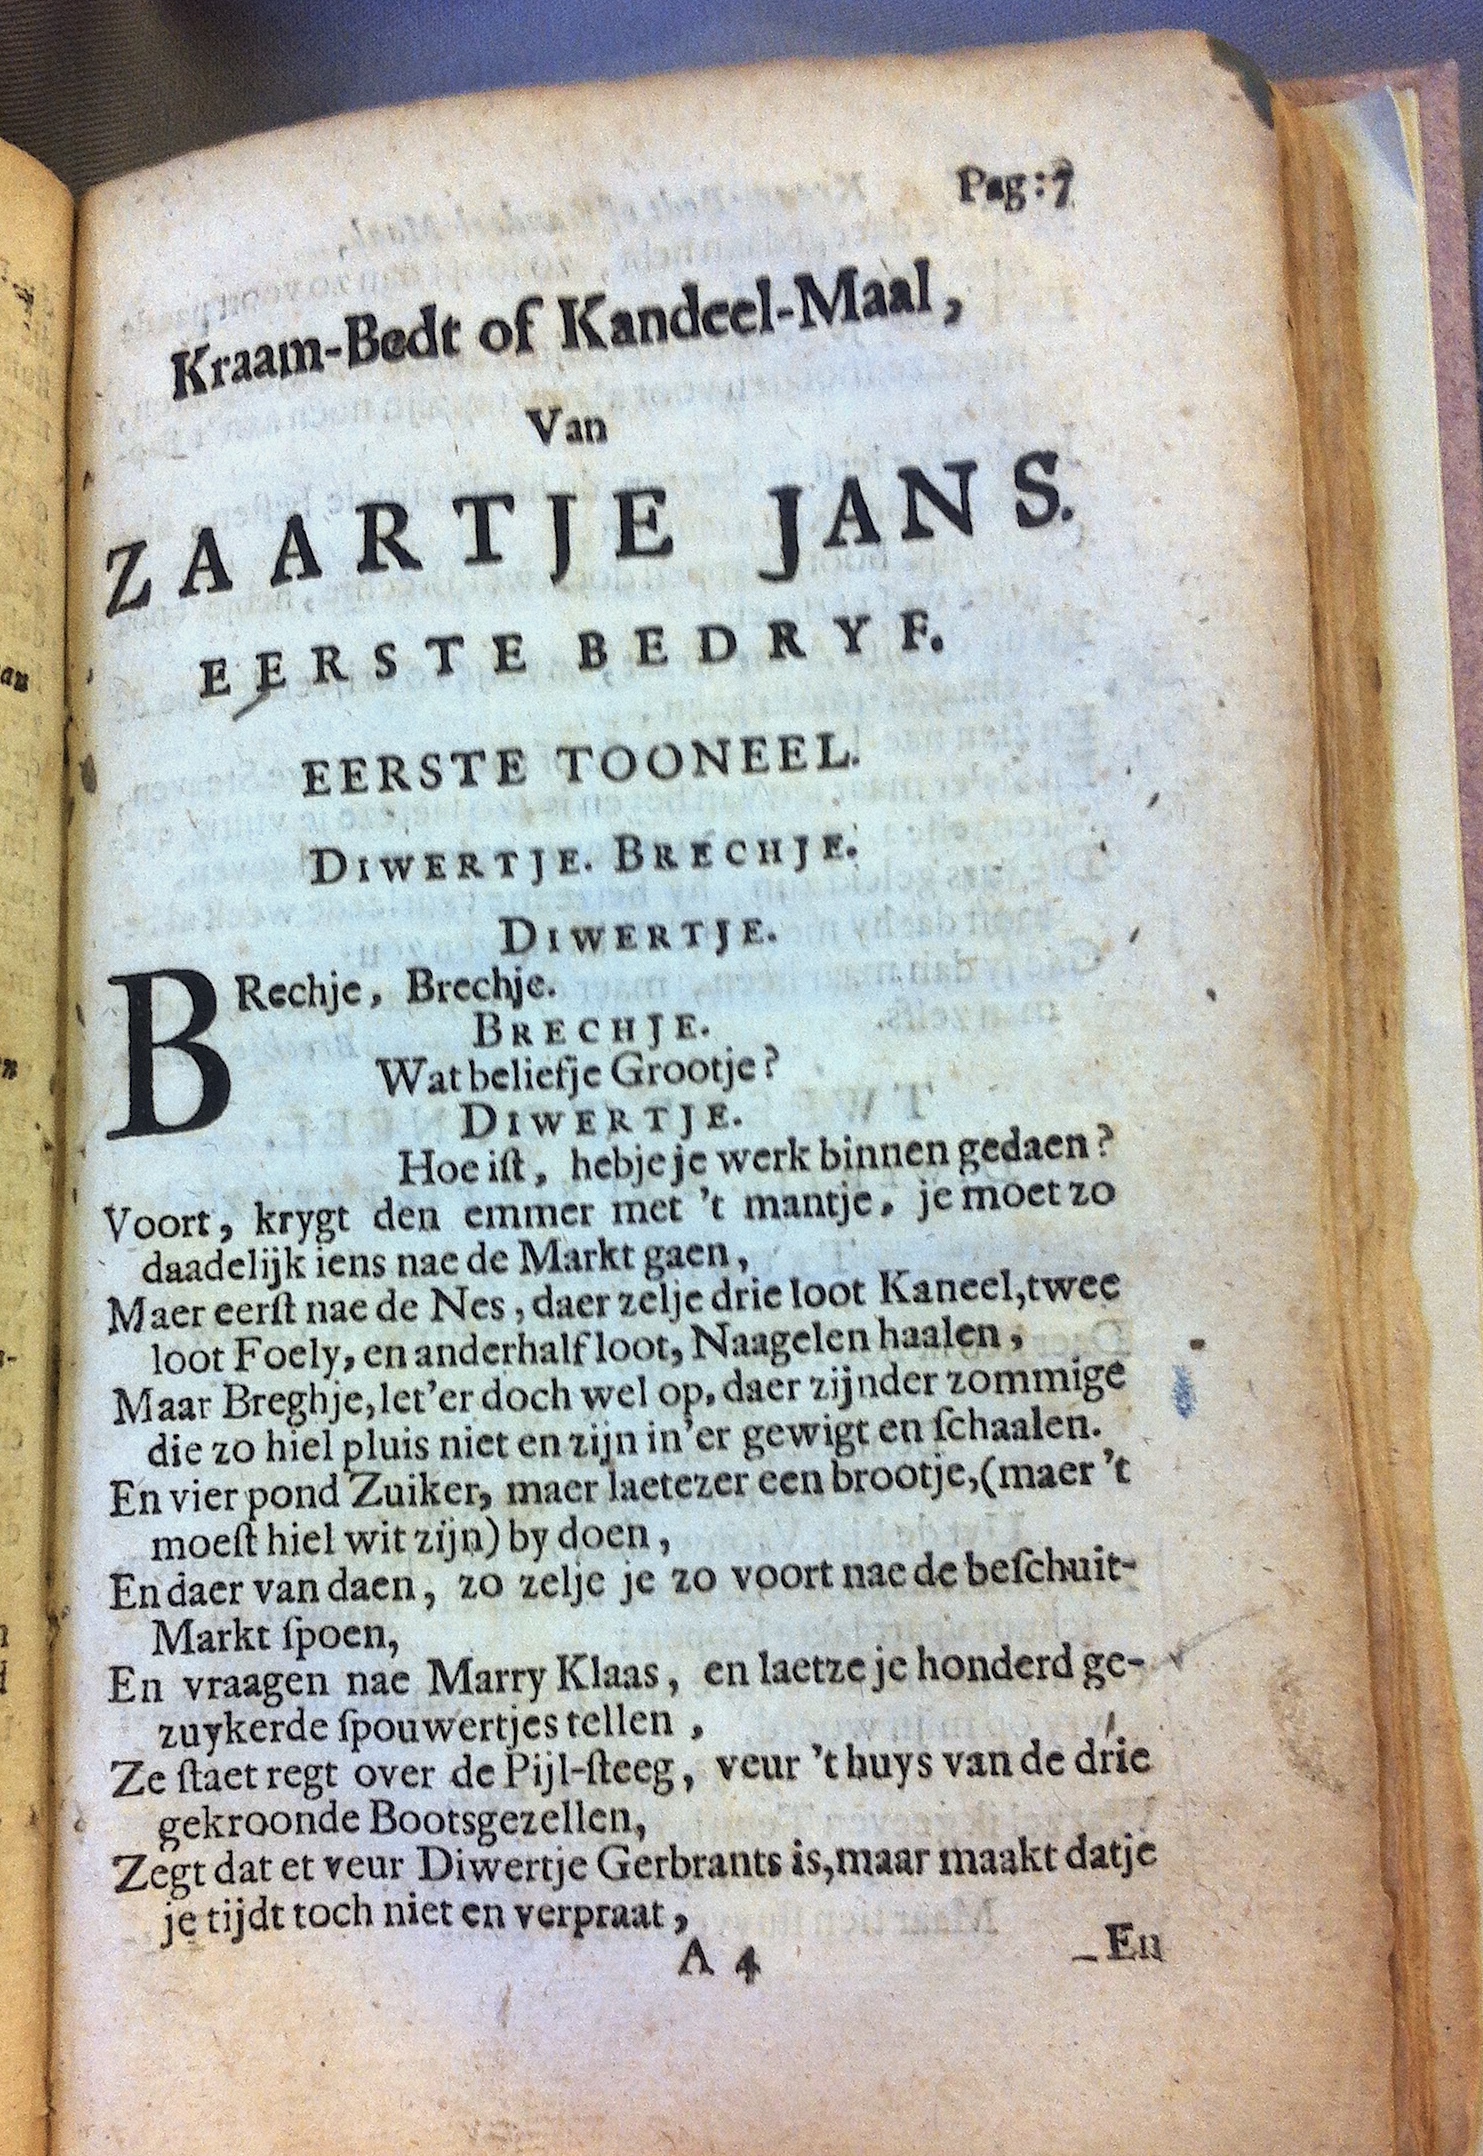 Pag:7
Kraam-Bedt of Kandeel-Maal,
Van
ZAARTJE JANS.
EERSTE BEDRYF.
EERSTE TOONEEL.
DIWERTJE. BRECHJE.
DIWERTJE.
BRechje, Brechje.
BRECHJE.
Wat beliefje Grootje?
DIWERTJE.
Hoe iſt, hebje je werk binnen gedaen?
Voort, krygt den emmer met 't mantje, je moet zo
daadelijk iens nae de Markt gaen,
Maer eerſt nae de Nes, daer zelje drie loot Kaneel, twee
loot Foely, en anderhalf loot, Naagelen haalen,
Maar Breghje, let'er doch wel op, daer zijnder zommige
die zo hiel pluis niet en zijn in'er gewigt en ſchaalen.
En vier pond Zuiker, maer laetezer een brootje, (maer 't
moeſt hiel wit zijn) by doen,
En daer van daen, zo zelje je zo voort nae de beſchuit-
Markt ſpoen,
En vraagen nae Marry Klaas, en laetze je honderd ge-
zuykerde ſpouwertjes tellen,
Ze ſtaet regt over de Pijl-ſteeg, veur 't huys van de drie
gekroonde Bootsgezellen,
Zegt dat et veur Diwertje Gerbrants is, maar maakt datje
je tijdt toch niet en verpraat,
A 4
En